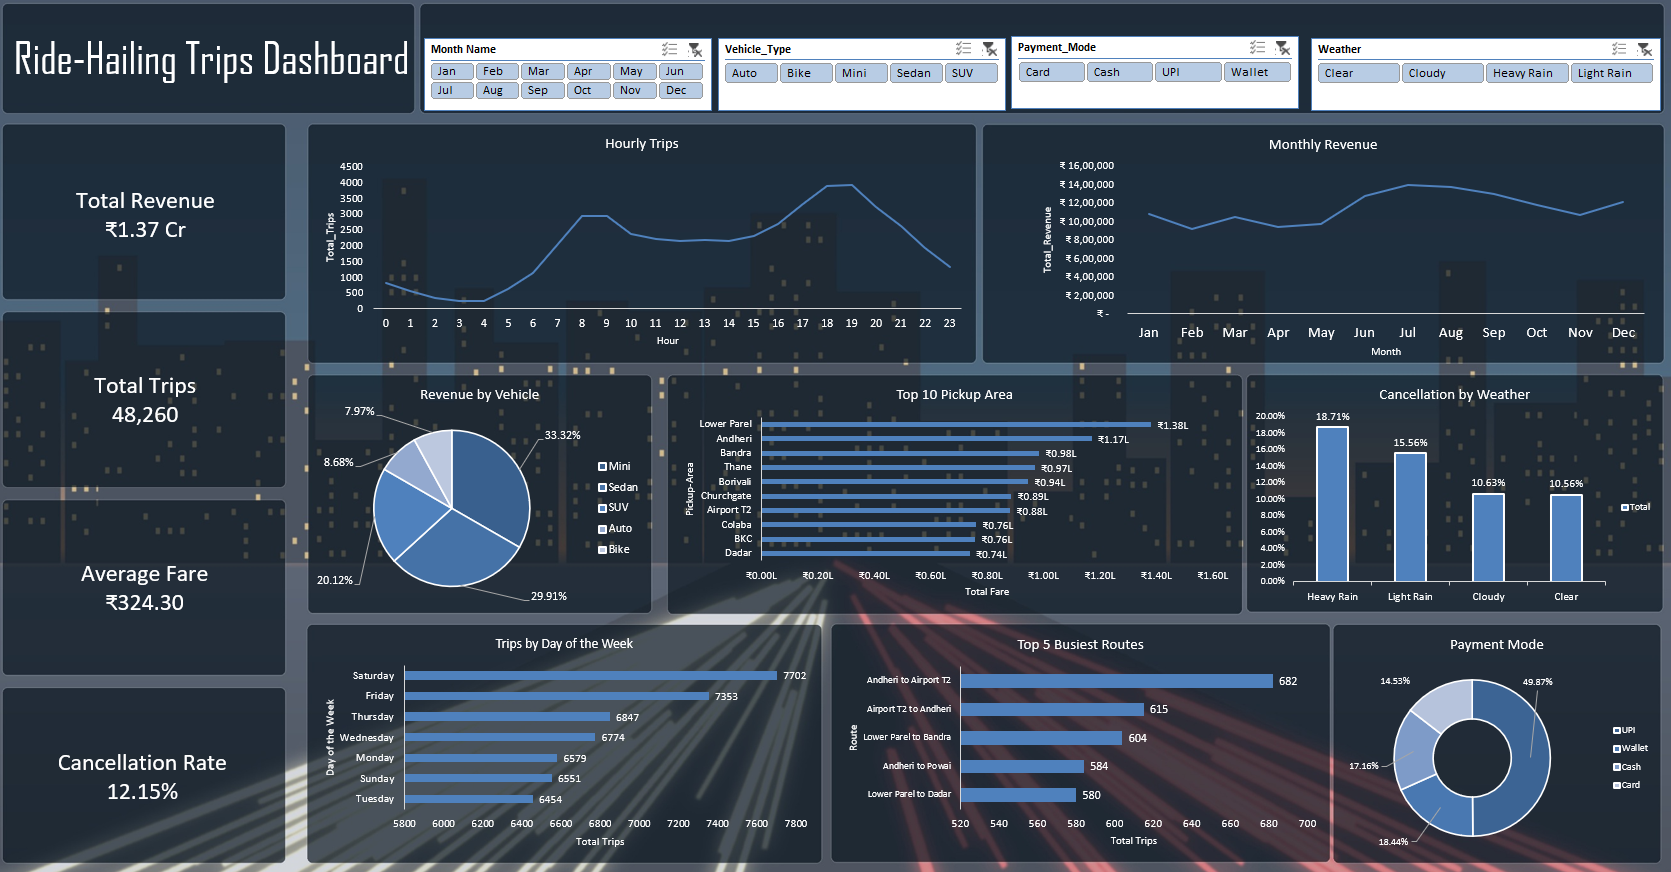 Ride-Hailing Trips Dashboard
Month Name
Jan Feb Mar Apr May Jun
Jul Aug Sep Oct Nov Dec
Vehicle_Type
Auto Bike Mini Sedan SUV
Payment_Mode
Card Cash UPI Wallet
Weather
Clear Cloudy Heavy Rain Light Rain
Total Revenue
₹1.37 Cr
Total Trips
48,260
Average Fare
₹324.30
Cancellation Rate
12.15%
Hourly Trips
Total_Trips
4500
4000
3500
3000
2500
2000
1500
1000
500
0
0 1 2 3 4 5 6 7 8 9 10 11 12 13 14 15 16 17 18 19 20 21 22 23
Hour
Monthly Revenue
Total_Revenue
₹ 16,00,000
₹ 14,00,000
₹ 12,00,000
₹ 10,00,000
₹ 8,00,000
₹ 6,00,000
₹ 4,00,000
₹ 2,00,000
₹ -
Jan Feb Mar Apr May Jun Jul Aug Sep Oct Nov Dec
Month
Revenue by Vehicle
7.97%
33.32%
8.68%
20.12%
29.91%
Mini
Sedan
SUV
Auto
Bike
Top 10 Pickup Area
Pickup-Area
Lower Parel ₹1.38L
Andheri ₹1.17L
Bandra ₹0.98L
Thane ₹0.97L
Borivali ₹0.94L
Churchgate ₹0.89L
Airport T2 ₹0.88L
Colaba ₹0.76L
BKC ₹0.76L
Dadar ₹0.74L
₹0.00L ₹0.20L ₹0.40L ₹0.60L ₹0.80L ₹1.00L ₹1.20L ₹1.40L ₹1.60L
Total Fare
Cancellation by Weather
20.00%
18.00%
16.00%
14.00%
12.00%
10.00%
8.00%
6.00%
4.00%
2.00%
0.00%
18.71%
15.56%
10.63%
10.56%
Heavy Rain Light Rain Cloudy Clear
Total
Trips by Day of the Week
Day of the Week
Saturday 7702
Friday 7353
Thursday 6847
Wednesday 6774
Monday 6579
Sunday 6551
Tuesday 6454
5800 6000 6200 6400 6600 6800 7000 7200 7400 7600 7800
Total Trips
Top 5 Busiest Routes
Route
Andheri to Airport T2 682
Airport T2 to Andheri 615
Lower Parel to Bandra 604
Andheri to Powai 584
Lower Parel to Dadar 580
520 540 560 580 600 620 640 660 680 700
Total Trips
Payment Mode
14.53%
49.87%
17.16%
18.44%
UPI
Wallet
Cash
Card